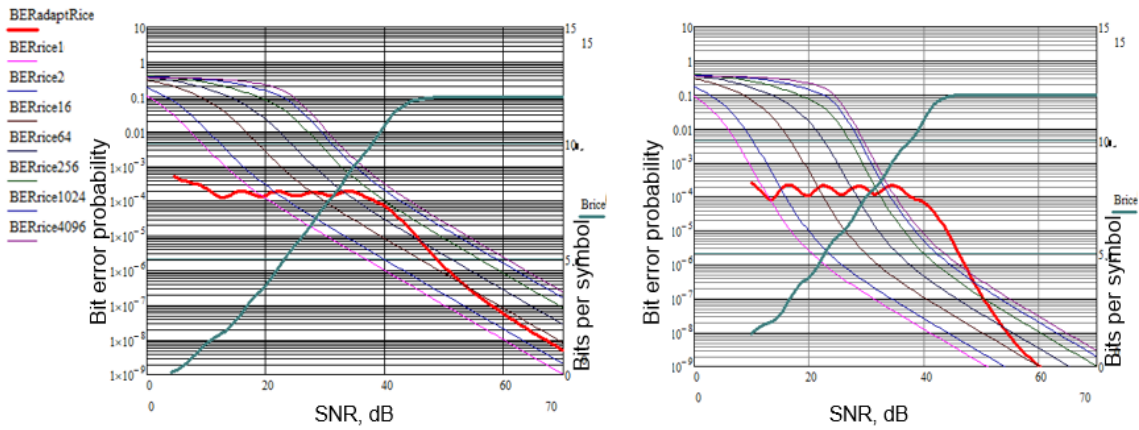 BERadaptRice
BERrice1
BERrice2
BERrice16
BERrice64
BERrice256
BERrice1024
BERrice4096
Bit error probability
10
1
0.1
0.01
1×10⁻³
1×10⁻⁴
1×10⁻⁵
1×10⁻⁶
1×10⁻⁷
1×10⁻⁸
1×10⁻⁹
0
20
40
60
0
70
SNR, dB
15
15
10
5
0
Brice
Bits per symbol
Bit error probability
10
1
0.1
0.01
10⁻³
10⁻⁴
10⁻⁵
10⁻⁶
10⁻⁷
10⁻⁸
10⁻⁹
0
20
40
60
0
70
SNR, dB
15
15
10
5
0
Brice
Bits per symbol